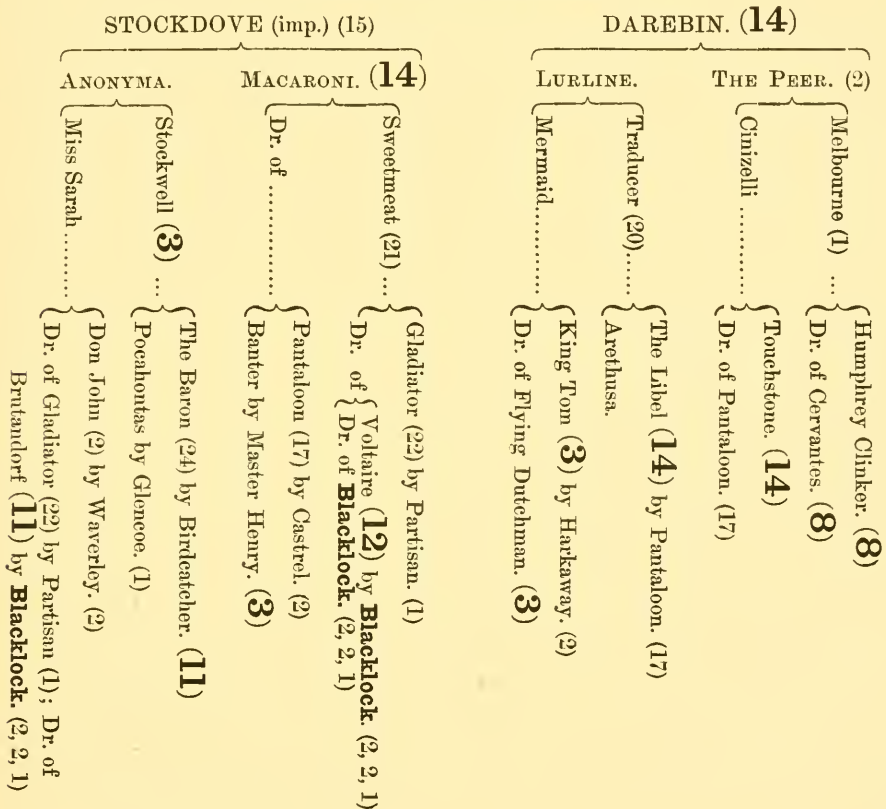 STOCKDOVE (imp.) (15)
ANONYMA.
MACARONI. (14)
Miss Sarah..........
Stockwell (3) ...
Dr. of ...............
Sweetmeat (21) ...
Dr. of Gladiator (22) by Partisan (1); Dr. of
Brutandorf (11) by Blacklock. (2, 2, 1)
Don John (2) by Waverley. (2)
Pocahontas by Glencoe. (1)
The Baron (24) by Birdcatcher. (11)
Banter by Master Henry. (3)
Pantaloon (17) by Castrel. (2)
Dr. of
Voltaire (12) by Blacklock. (2, 2, 1)
Dr. of Blacklock. (2, 2, 1)
Gladiator (22) by Partisan. (1)
DAREBIN. (14)
LURLINE.
THE PEER. (2)
Mermaid...............
Traducer (20)......
Cinizelli ............
Melbourne (1) ...
Dr. of Flying Dutchman. (3)
King Tom (3) by Harkaway. (2)
Arethusa.
The Libel (14) by Pantaloon. (17)
Dr. of Pantaloon. (17)
Touchstone. (14)
Dr. of Cervantes. (8)
Humphrey Clinker. (8)